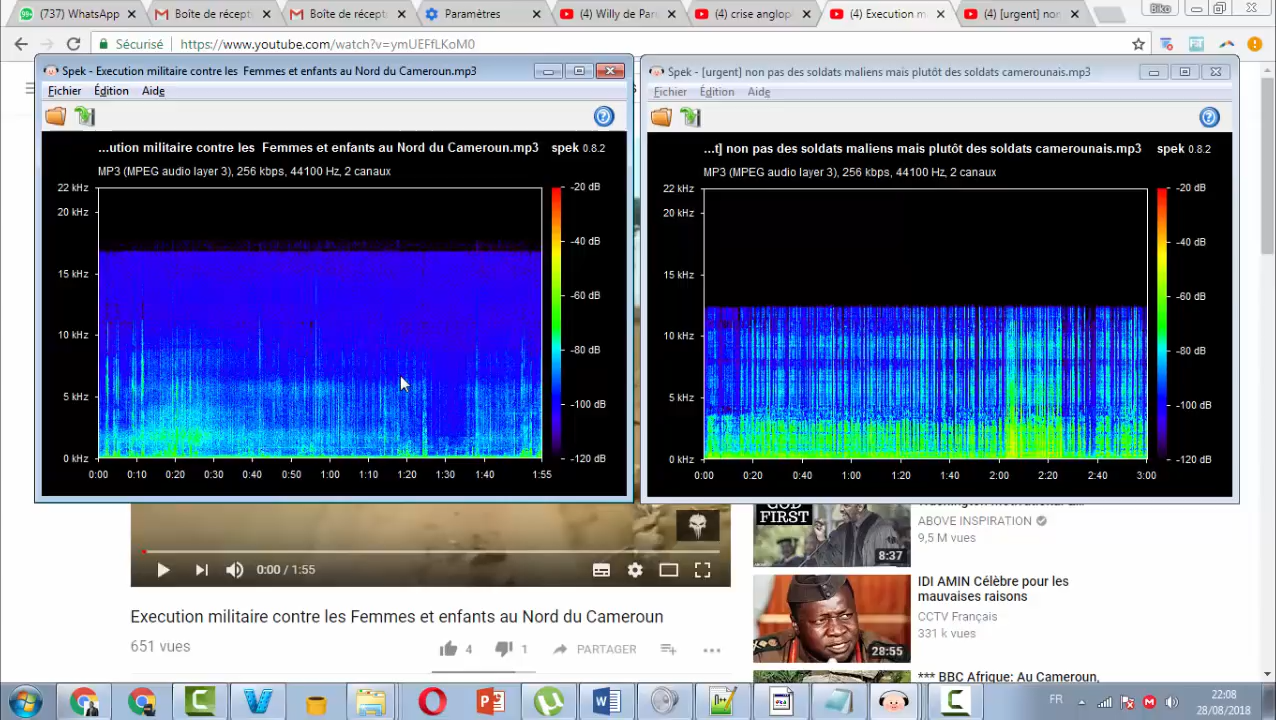 (737) WhatsApp
Boîte de récept
Boîte de récept
Paramètres
(4) Willy de Par
(4) crise anglop
(4) Execution m
(4) [urgent] nor
Bike
Sécurisé
https://www.youtube.com/watch?v=ymUEFfLKoM0
Spek - Execution militaire contre les Femmes et enfants au Nord du Cameroun.mp3
Fichier Édition Aide
...ution militaire contre les Femmes et enfants au Nord du Cameroun.mp3
spek 0.8.2
MP3 (MPEG audio layer 3), 256 kbps, 44100 Hz, 2 canaux
22 kHz
20 kHz
15 kHz
10 kHz
5 kHz
0 kHz
0:00 0:10 0:20 0:30 0:40 0:50 1:00 1:10 1:20 1:30 1:40 1:55
-20 dB
-40 dB
-60 dB
-80 dB
-100 dB
-120 dB
Spek - [urgent] non pas des soldats maliens mais plutôt des soldats camerounais.mp3
Fichier Édition Aide
...t] non pas des soldats maliens mais plutôt des soldats camerounais.mp3
spek 0.8.2
MP3 (MPEG audio layer 3), 256 kbps, 44100 Hz, 2 canaux
22 kHz
20 kHz
15 kHz
10 kHz
5 kHz
0 kHz
0:00 0:20 0:40 1:00 1:20 1:40 2:00 2:20 2:40 3:00
-20 dB
-40 dB
-60 dB
-80 dB
-100 dB
-120 dB
0:00 / 1:55
Execution militaire contre les Femmes et enfants au Nord du Cameroun
651 vues
4
1
PARTAGER
GOD
FIRST
8:37
ABOVE INSPIRATION
9,5 M vues
28:55
IDI AMIN Célèbre pour les
mauvaises raisons
CCTV Français
331 k vues
*** BBC Afrique: Au Cameroun,
FR
22:08
28/08/2018